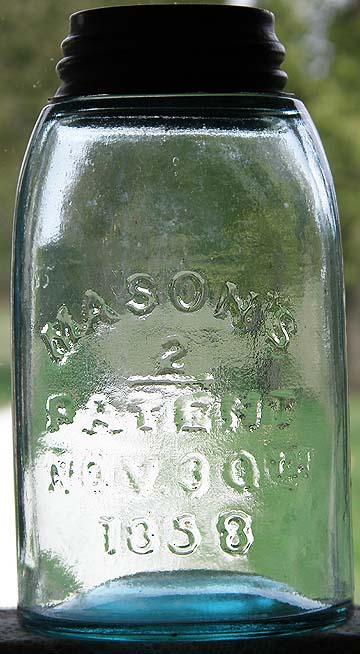 MASON'S
2
PATENT
NOV. 30TH
1858